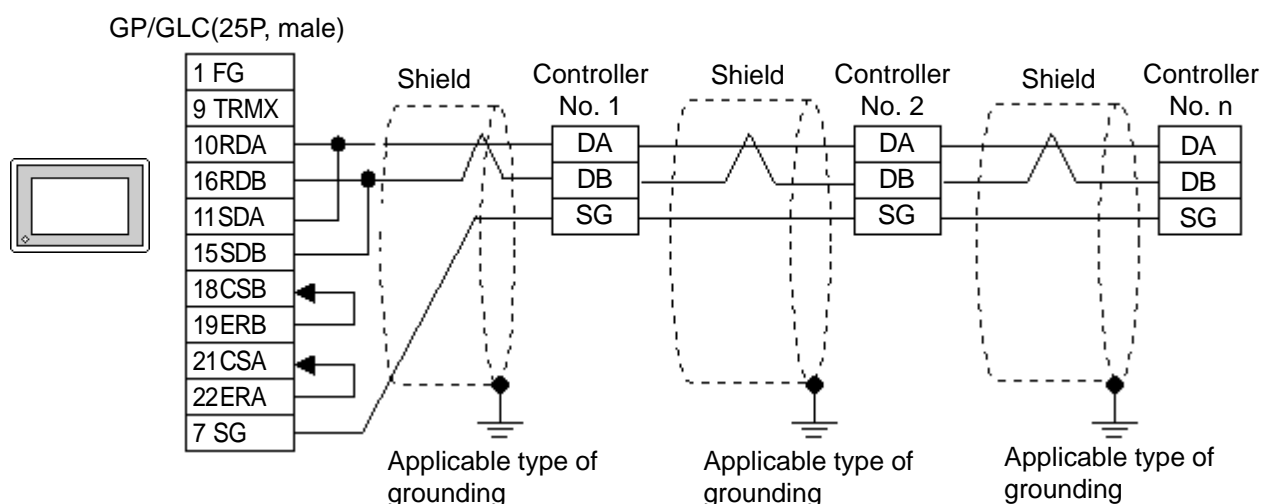 GP/GLC(25P, male)
1 FG
9 TRMX
10RDA
16RDB
11SDA
15SDB
18CSB
19ERB
21CSA
22ERA
7 SG
Shield
Controller
No. 1
DA
DB
SG
Shield
Controller
No. 2
DA
DB
SG
Shield
Controller
No. n
DA
DB
SG
Applicable type of
grounding
Applicable type of
grounding
Applicable type of
grounding